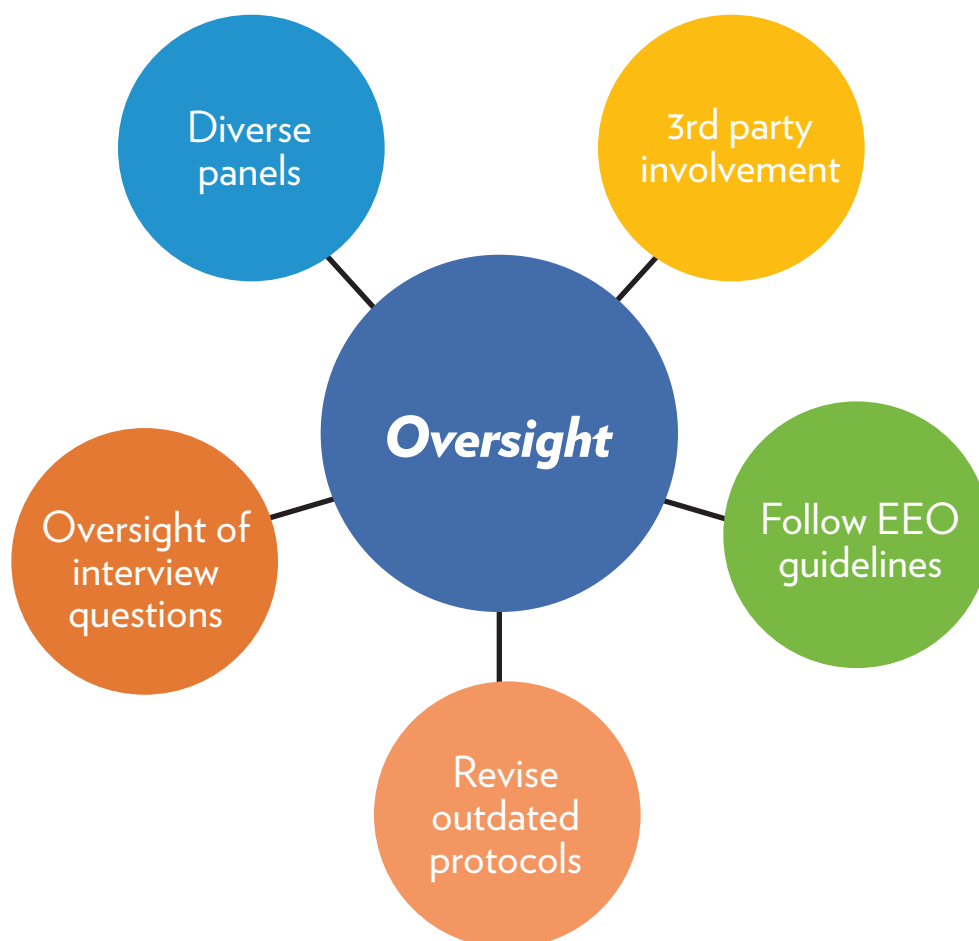 Diverse
panels
3rd party
involvement
Oversight
Oversight of
interview
questions
Follow EEO
guidelines
Revise
outdated
protocols